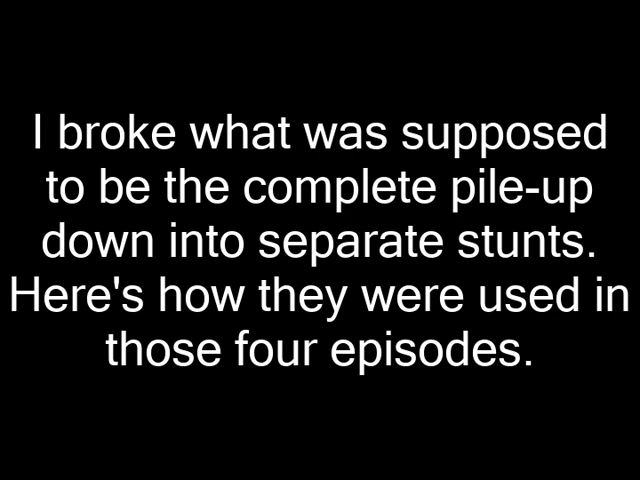 I broke what was supposed
to be the complete pile-up
down into separate stunts.
Here's how they were used in
those four episodes.